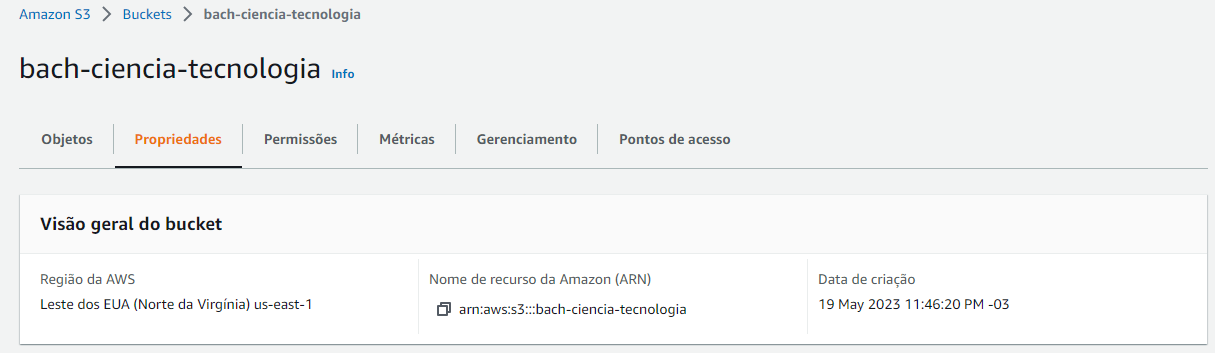 Amazon S3 > Buckets > bach-ciencia-tecnologia
bach-ciencia-tecnologia Info
Objetos Propriedades Permissões Métricas Gerenciamento Pontos de acesso
Visão geral do bucket
Região da AWS
Leste dos EUA (Norte da Virgínia) us-east-1
Nome de recurso da Amazon (ARN)
arn:aws:s3:::bach-ciencia-tecnologia
Data de criação
19 May 2023 11:46:20 PM -03